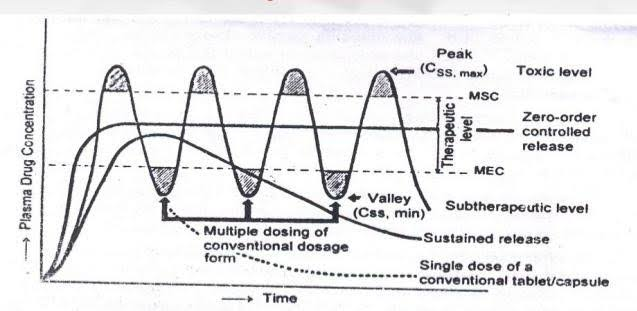 Peak
(CSS, max)
Toxic level
MSC
Zero-order
controlled
release
Therapeutic
level
MEC
Valley
(Css, min)
Subtherapeutic level
Multiple dosing of
conventional dosage
form
Sustained release
Single dose of a
conventional tablet/capsule
Plasma Drug Concentration
Time